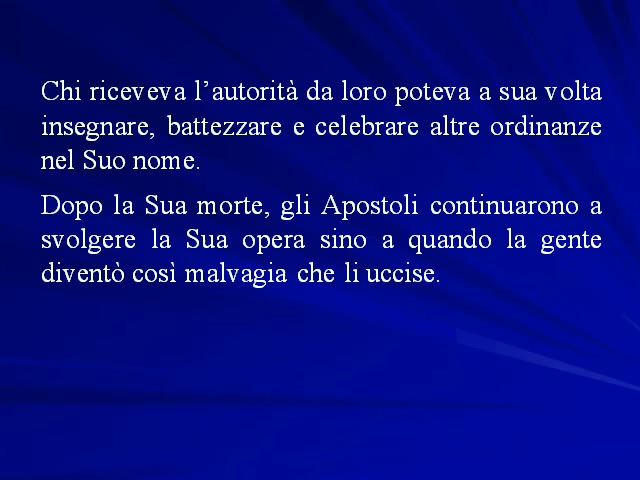 Chi riceveva l’autorità da loro poteva a sua volta
insegnare, battezzare e celebrare altre ordinanze
nel Suo nome.
Dopo la Sua morte, gli Apostoli continuarono a
svolgere la Sua opera sino a quando la gente
diventò così malvagia che li uccise.